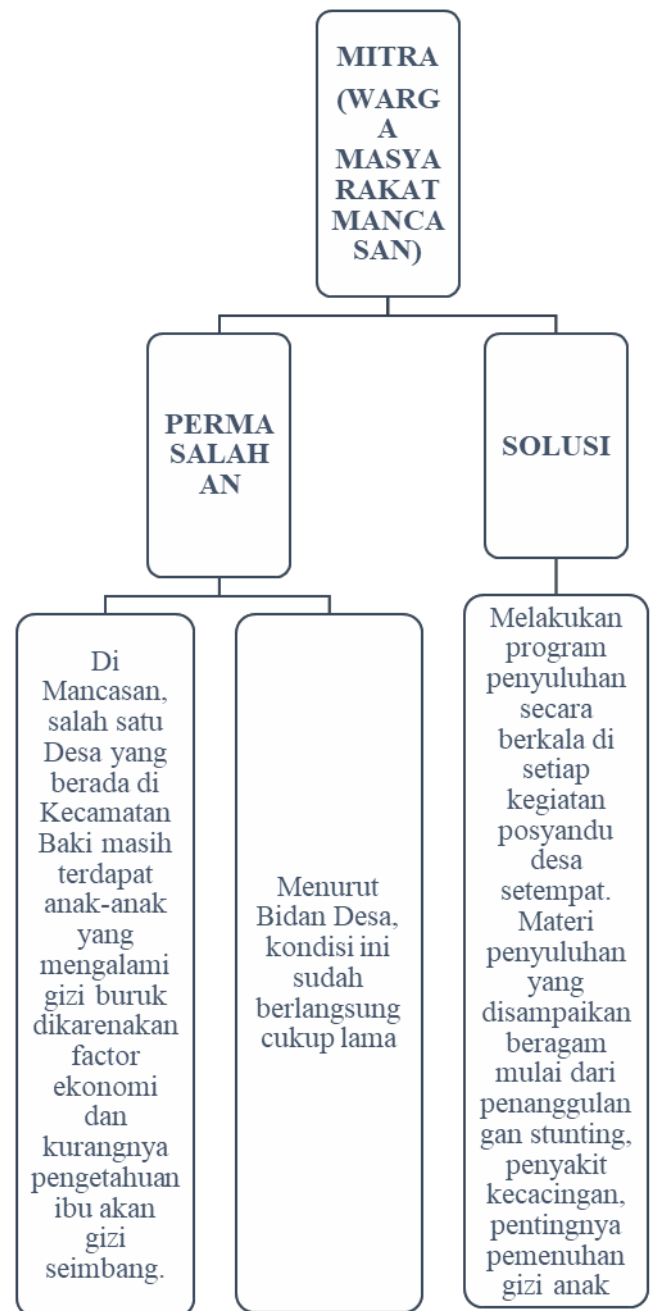 MITRA
(WARG
A
MASYA
RAKAT
MANCA
SAN)
PERMA
SALAH
AN
SOLUSI
Di
Mancasan,
salah satu
Desa yang
berada di
Kecamatan
Baki masih
terdapat
anak-anak
yang
mengalami
gizi buruk
dikarenakan
factor
ekonomi
dan
kurangnya
pengetahuan
ibu akan
gizi
seimbang.
Menurut
Bidan Desa,
kondisi ini
sudah
berlangsung
cukup lama
Melakukan
program
penyuluhan
secara
berkala di
setiap
kegiatan
posyandu
desa
setempat.
Materi
penyuluhan
yang
disampaikan
beragam
mulai dari
penanggulan
gan stunting,
penyakit
kecacingan,
pentingnya
pemenuhan
gizi anak